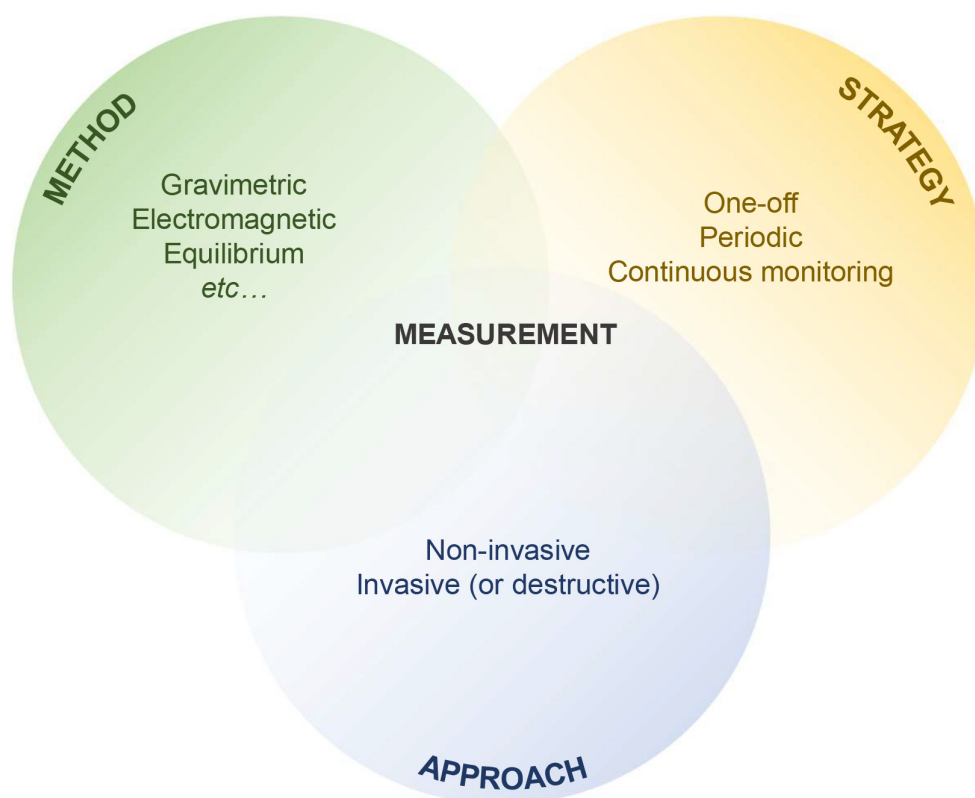 METHOD
Gravimetric
Electromagnetic
Equilibrium
etc…
STRATEGY
One-off
Periodic
Continuous monitoring
MEASUREMENT
Non-invasive
Invasive (or destructive)
APPROACH